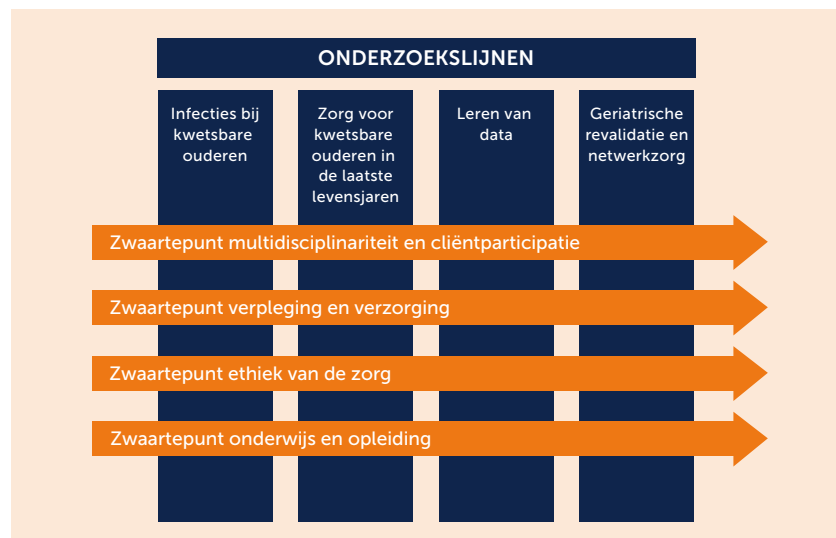 ONDERZOEKSLIJNEN
Infecties bij
kwetsbare
ouderen
Zorg voor
kwetsbare
ouderen in
de laatste
levensjaren
Leren van
data
Geriatrische
revalidatie en
netwerkzorg
Zwaartepunt multidisciplinariteit en cliëntparticipatie
Zwaartepunt verpleging en verzorging
Zwaartepunt ethiek van de zorg
Zwaartepunt onderwijs en opleiding